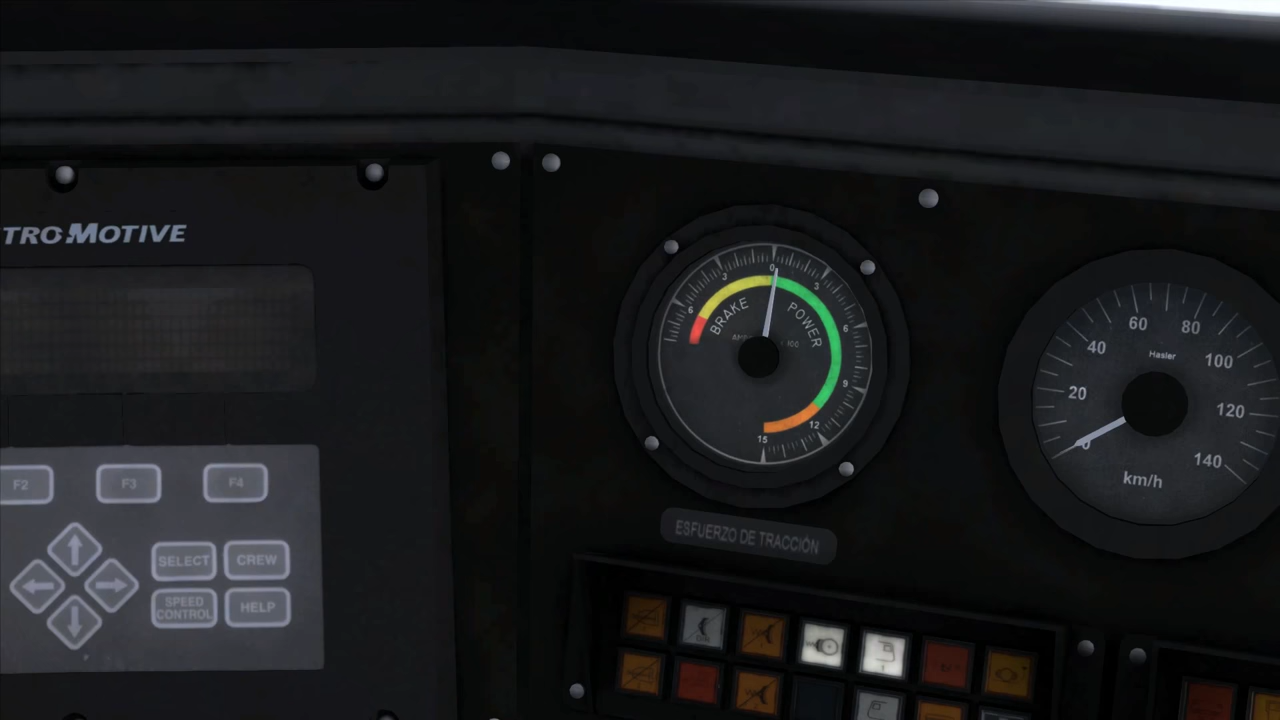 TROMOTIVE
F2
F3
F4
SELECT
CREW
SPEED
CONTROL
HELP
6
3
0
3
6
9
12
15
BRAKE
POWER
ESFUERZO DE TRACCIÓN
0
20
40
60
80
100
120
140
Hasler
km/h